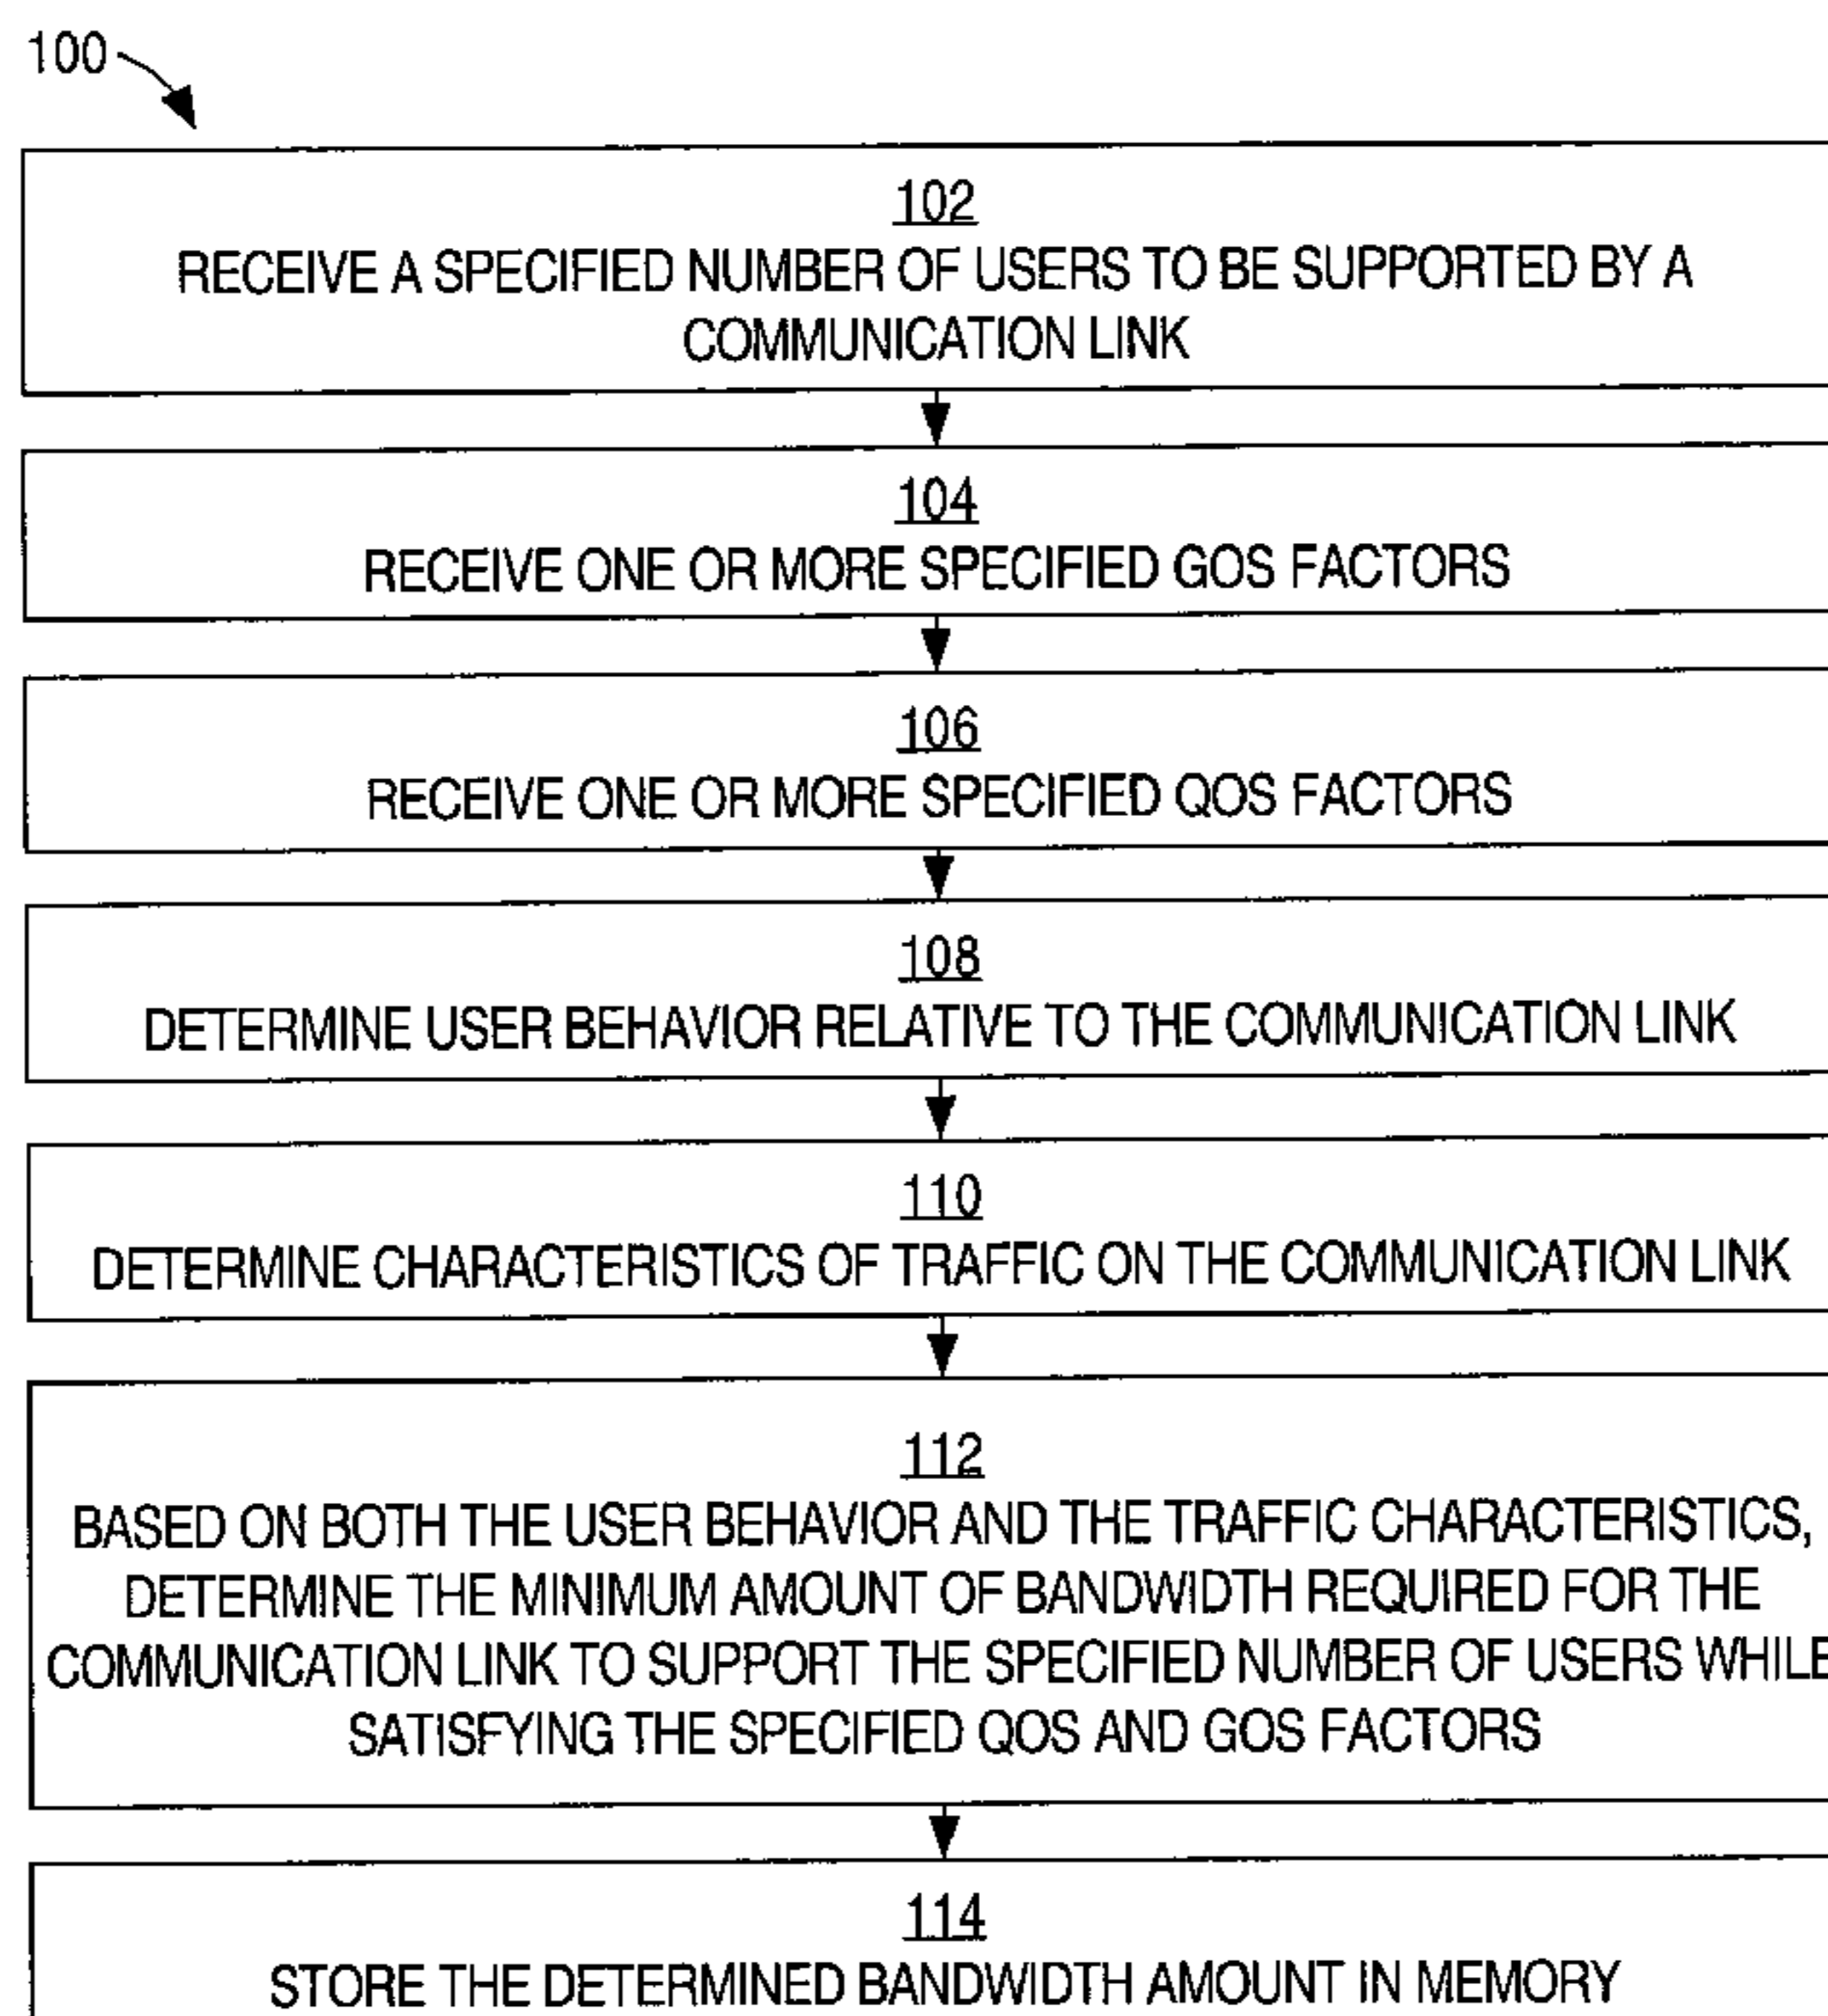 100
102
RECEIVE A SPECIFIED NUMBER OF USERS TO BE SUPPORTED BY A
COMMUNICATION LINK
104
RECEIVE ONE OR MORE SPECIFIED GOS FACTORS
106
RECEIVE ONE OR MORE SPECIFIED QOS FACTORS
108
DETERMINE USER BEHAVIOR RELATIVE TO THE COMMUNICATION LINK
110
DETERMINE CHARACTERISTICS OF TRAFFIC ON THE COMMUNICATION LINK
112
BASED ON BOTH THE USER BEHAVIOR AND THE TRAFFIC CHARACTERISTICS,
DETERMINE THE MINIMUM AMOUNT OF BANDWIDTH REQUIRED FOR THE
COMMUNICATION LINK TO SUPPORT THE SPECIFIED NUMBER OF USERS WHILE
SATISFYING THE SPECIFIED QOS AND GOS FACTORS
114
STORE THE DETERMINED BANDWIDTH AMOUNT IN MEMORY